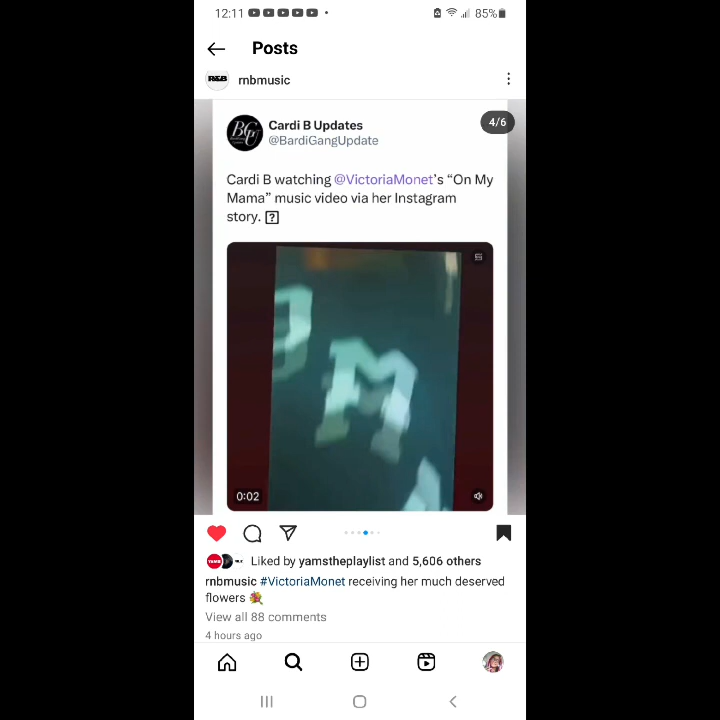 12:11
85%
Posts
R&B
rnbmusic
4/6
BGU
Cardi B Updates
@BardiGangUpdate
Cardi B watching @VictoriaMonet's “On My
Mama” music video via her Instagram
story.
M
0:02
Liked by yamstheplaylist and 5,606 others
rnbmusic #VictoriaMonet receiving her much deserved
flowers 💐
View all 88 comments
4 hours ago